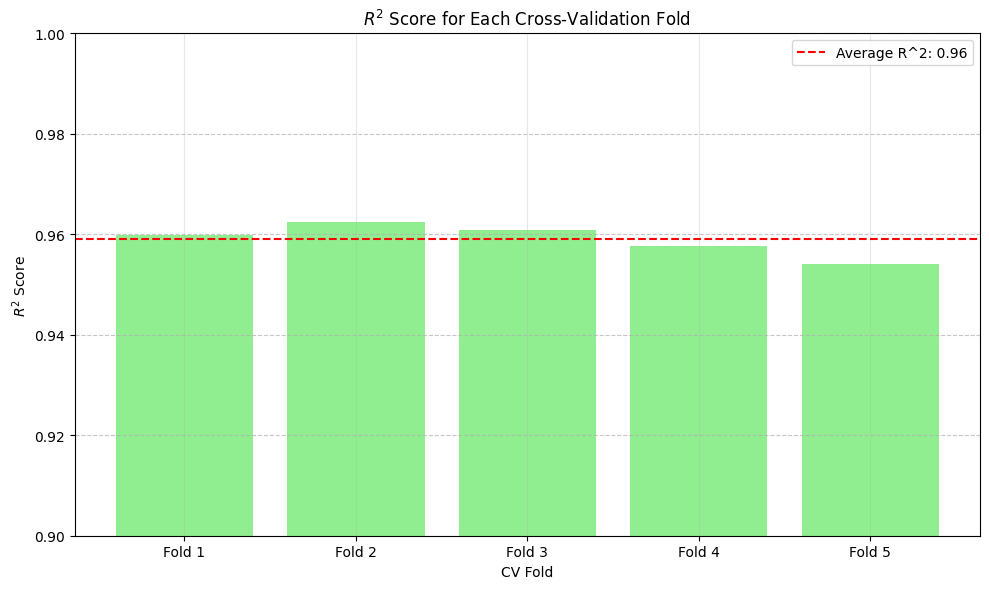 R² Score for Each Cross-Validation Fold
Average R^2: 0.96
R² Score
1.00
0.98
0.96
0.94
0.92
0.90
Fold 1 Fold 2 Fold 3 Fold 4 Fold 5
CV Fold